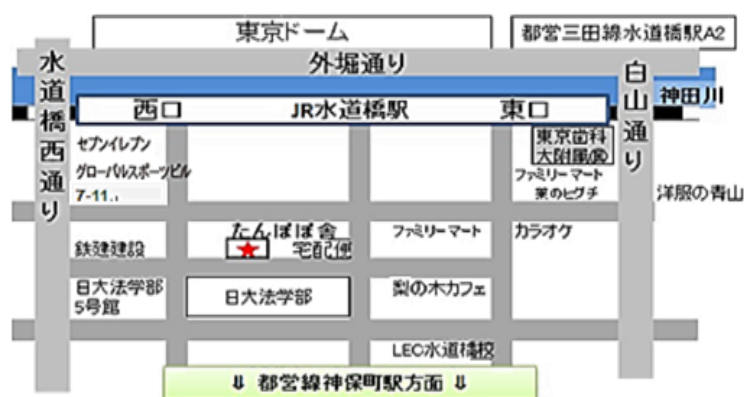 東京ドーム
都営三田線水道橋駅A2
外堀通り
水道橋西通り
白山通り
神田川
西口 JR水道橋駅 東口
セブンイレブン
グローバルスポーツビル
7-11.
東京歯科
大附属
ファミリーマート
薬のヒグチ
洋服の青山
鉄建建設
たんぽぽ舎
★ 宅配便
ファミリーマート
カラオケ
日大法学部
5号館
日大法学部
梨の木カフェ
LEC水道橋校
⇓ 都営線神保町駅方面 ⇓